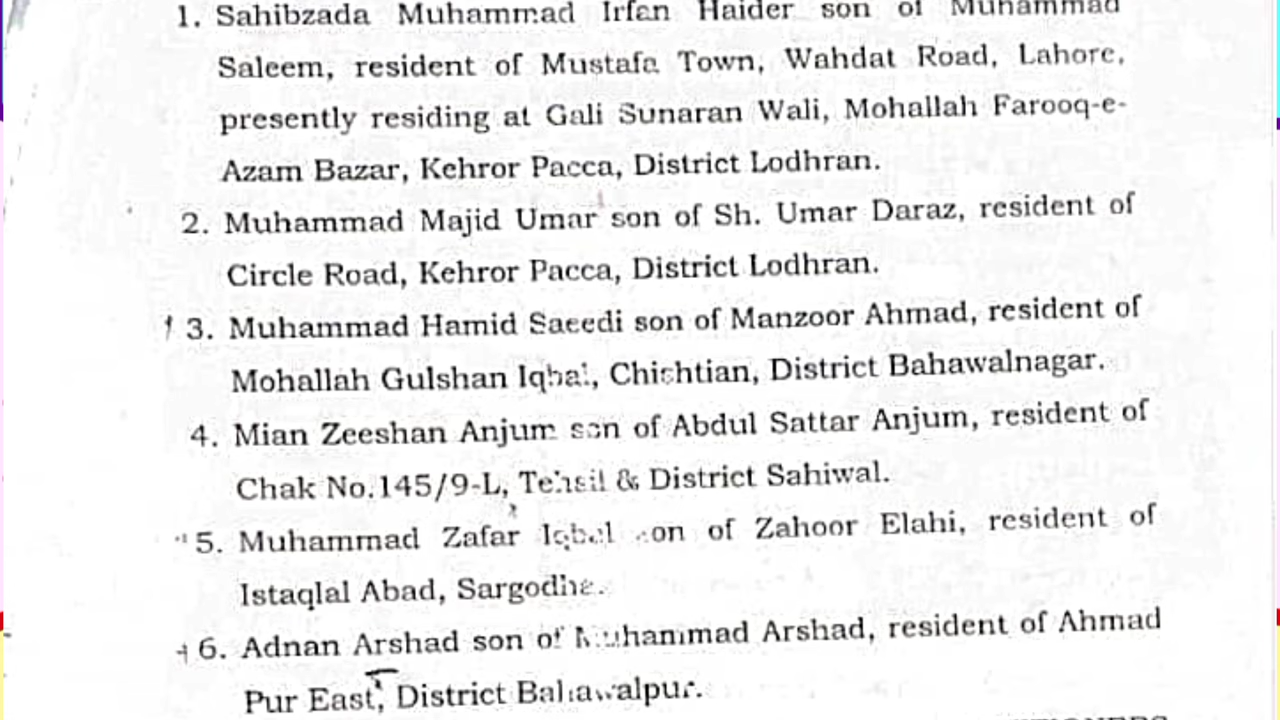 1. Sahibzada Muhammad Irfan Haider son of Muhammad
Saleem, resident of Mustafa Town, Wahdat Road, Lahore,
presently residing at Gali Sunaran Wali, Mohallah Farooq-e-
Azam Bazar, Kehror Pacca, District Lodhran.
2. Muhammad Majid Umar son of Sh. Umar Daraz, resident of
Circle Road, Kehror Pacca, District Lodhran.
3. Muhammad Hamid Saeedi son of Manzoor Ahmad, resident of
Mohallah Gulshan Iqbal, Chishtian, District Bahawalnagar.
4. Mian Zeeshan Anjum son of Abdul Sattar Anjum, resident of
Chak No.145/9-L, Tehsil & District Sahiwal.
5. Muhammad Zafar Iqbal son of Zahoor Elahi, resident of
Istaqlal Abad, Sargodha.
6. Adnan Arshad son of Muhammad Arshad, resident of Ahmad
Pur East, District Bahawalpur.